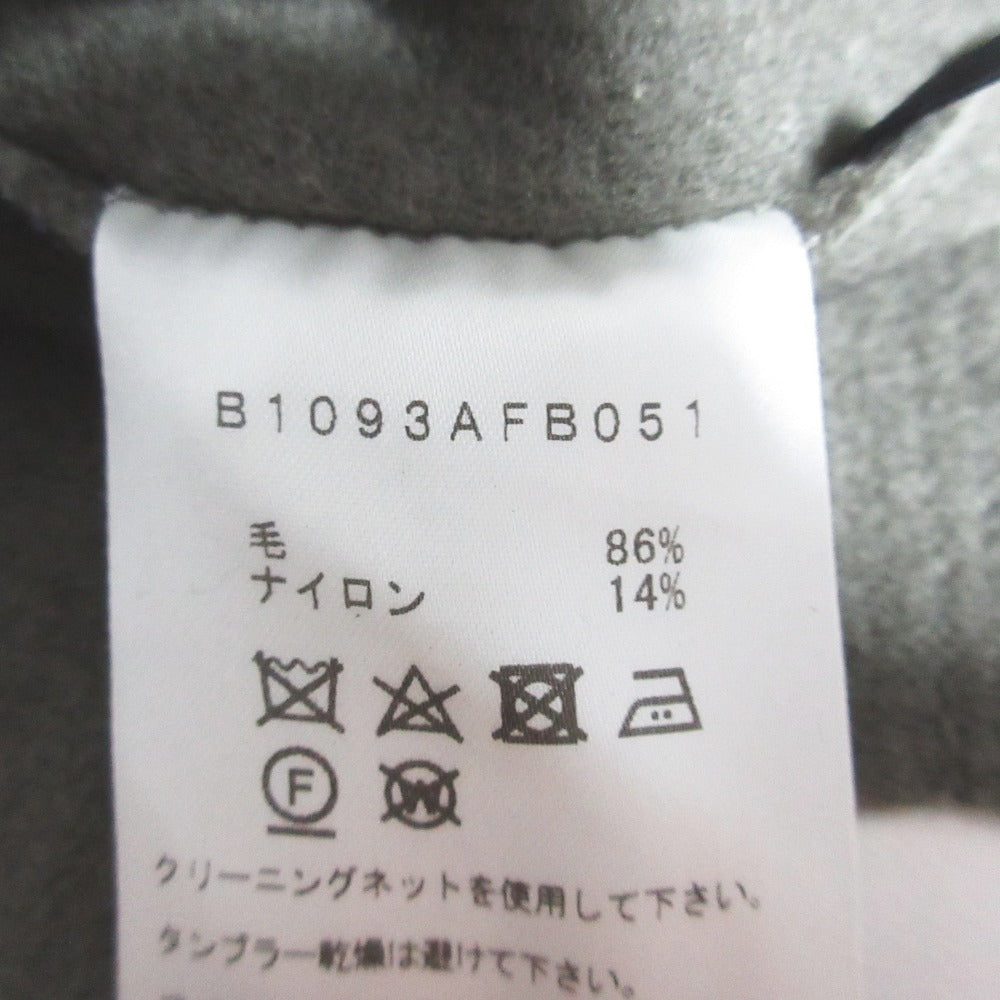 B1093AFB051
毛 86%
ナイロン 14%
F W
クリーニングネットを使用して下さい。
タンブラー乾燥は避けて下さい。